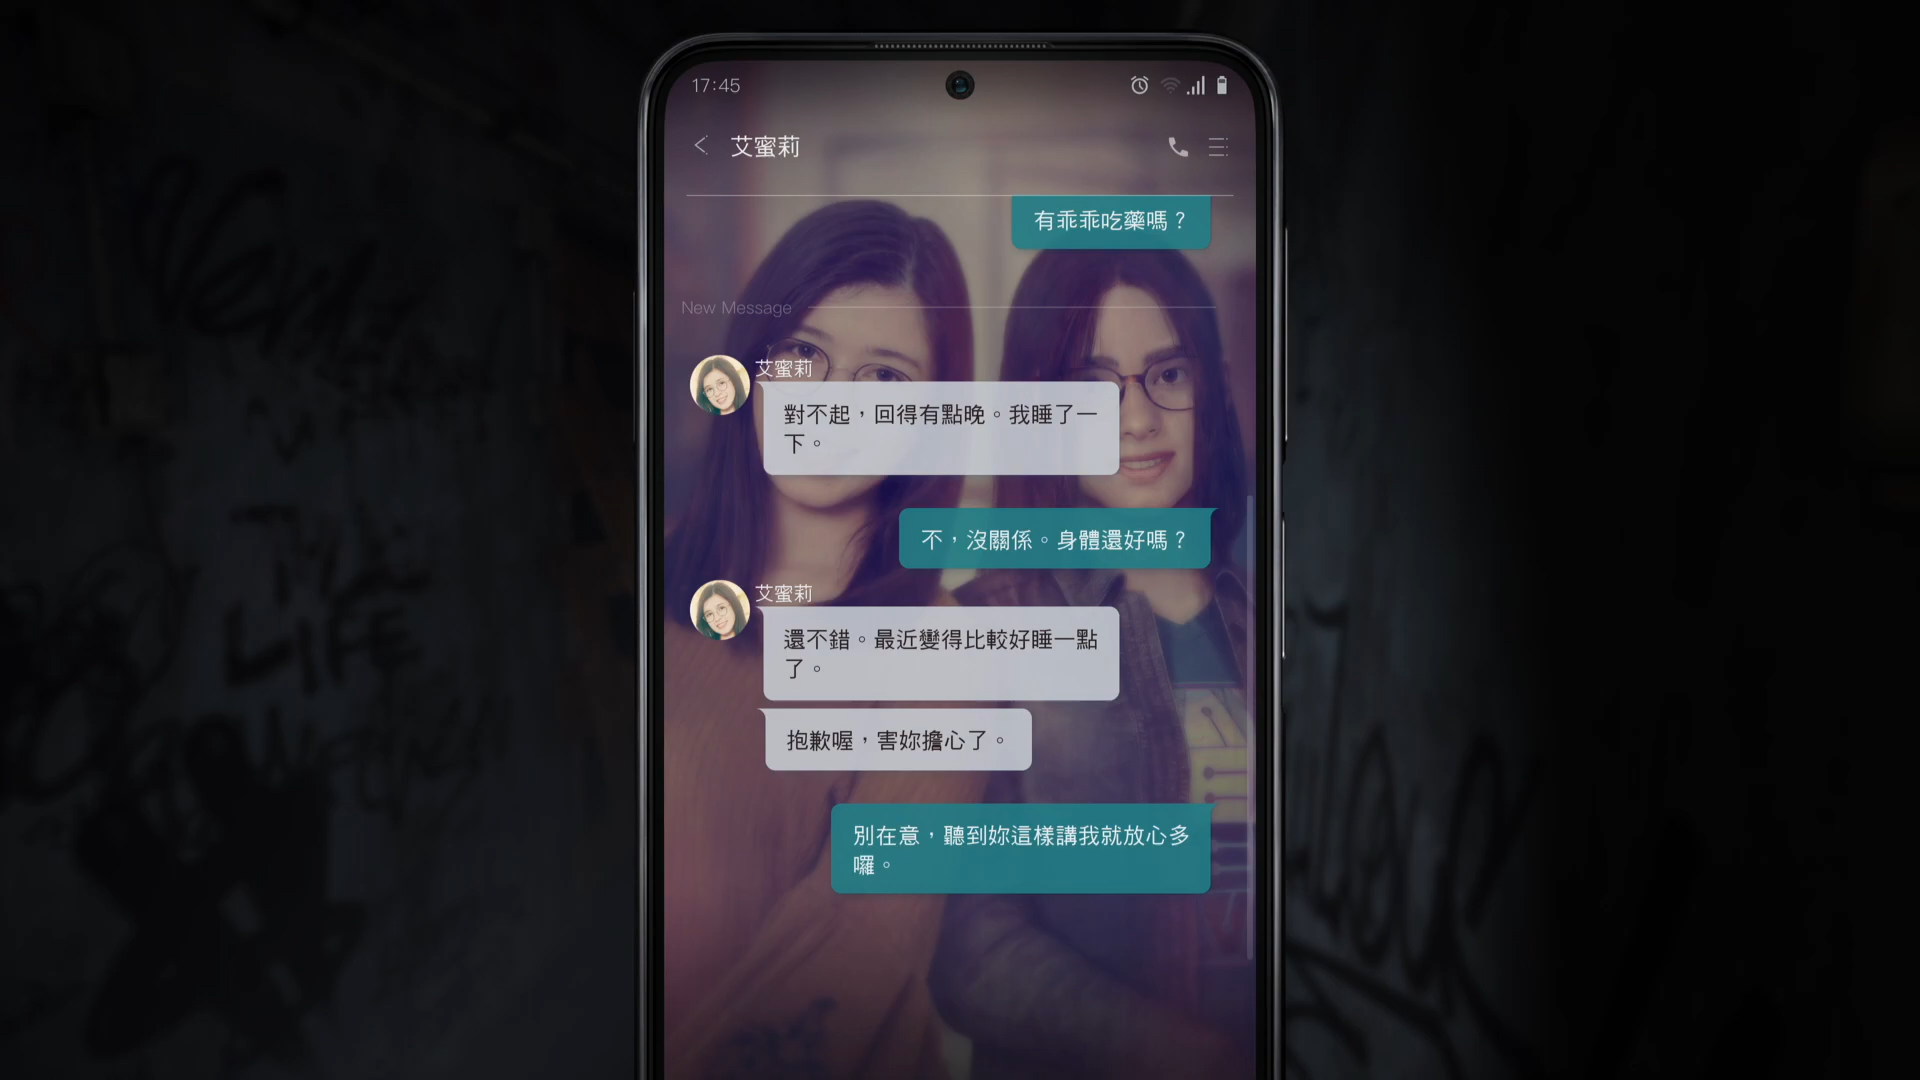 17:45
艾蜜莉
有乖乖吃藥嗎？
New Message
艾蜜莉
對不起，回得有點晚。我睡了一
下。
不，沒關係。身體還好嗎？
艾蜜莉
還不錯。最近變得比較好睡一點
了。
抱歉喔，害妳擔心了。
別在意，聽到妳這樣講我就放心多
囉。
THE
LIFE